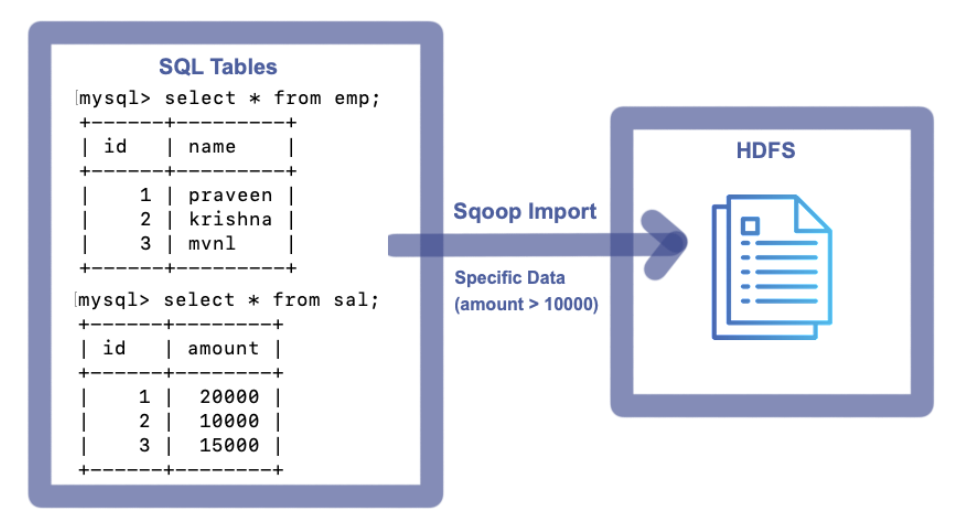 SQL Tables
mysql> select * from emp;
+------+---------+
| id   | name    |
+------+---------+
|    1 | praveen |
|    2 | krishna |
|    3 | mvnl    |
+------+---------+
mysql> select * from sal;
+------+--------+
| id   | amount |
+------+--------+
|    1 |  20000 |
|    2 |  10000 |
|    3 |  15000 |
+------+--------+
Sqoop Import
Specific Data
(amount > 10000)
HDFS